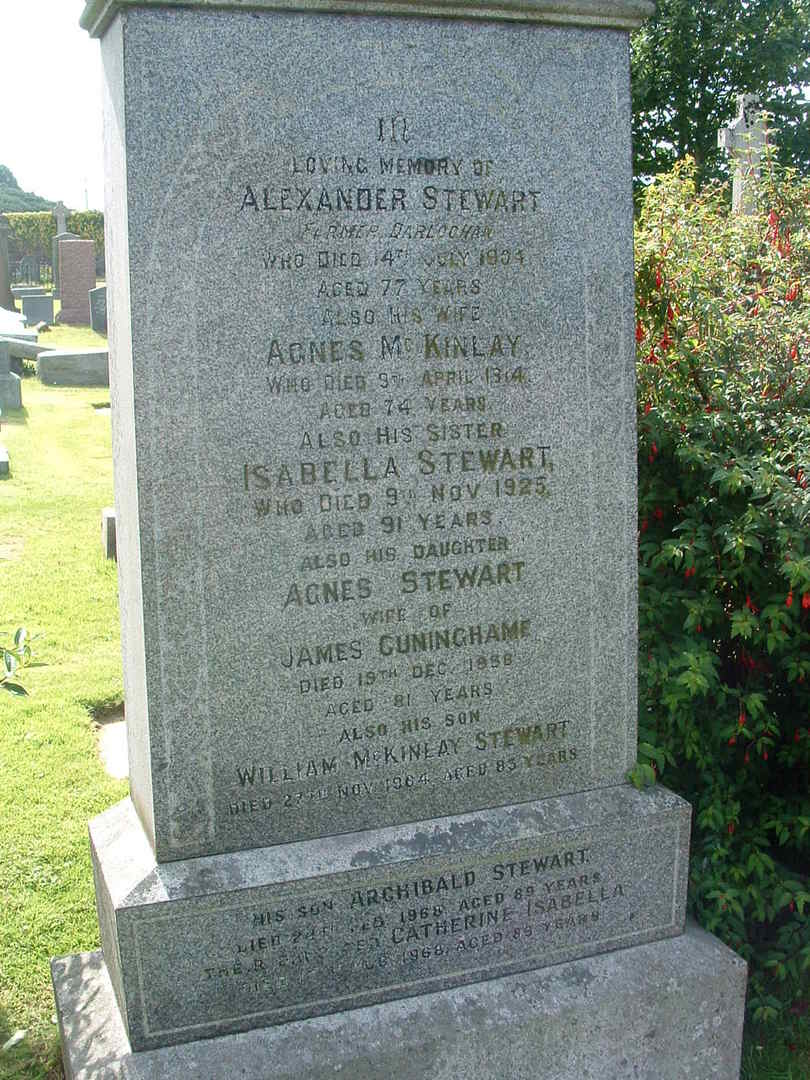 In
LOVING MEMORY OF
ALEXANDER STEWART
FARMER, DARLOCHAN
WHO DIED 14TH JULY 1904
AGED 77 YEARS
ALSO HIS WIFE
AGNES McKINLAY,
WHO DIED 9TH APRIL 1914,
AGED 74 YEARS.
ALSO HIS SISTER
ISABELLA STEWART,
WHO DIED 9TH NOV 1925,
AGED 91 YEARS.
ALSO HIS DAUGHTER
AGNES STEWART
WIFE OF
JAMES CUNINGHAME
DIED 19TH DEC. 1958
AGED 81 YEARS
ALSO HIS SON
WILLIAM McKINLAY STEWART
DIED 27TH NOV 1964, AGED 85 YEARS
HIS SON ARCHIBALD STEWART,
DIED FEB 1968, AGED 89 YEARS
CATHERINE ISABELLA
1968, AGED 89 YEARS